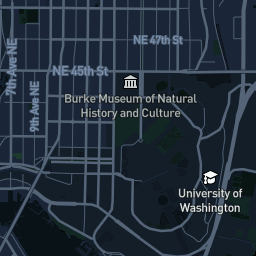 NE 47th St
7th Ave NE
9th Ave NE
NE 45th St
Burke Museum of Natural
History and Culture
University of
Washington